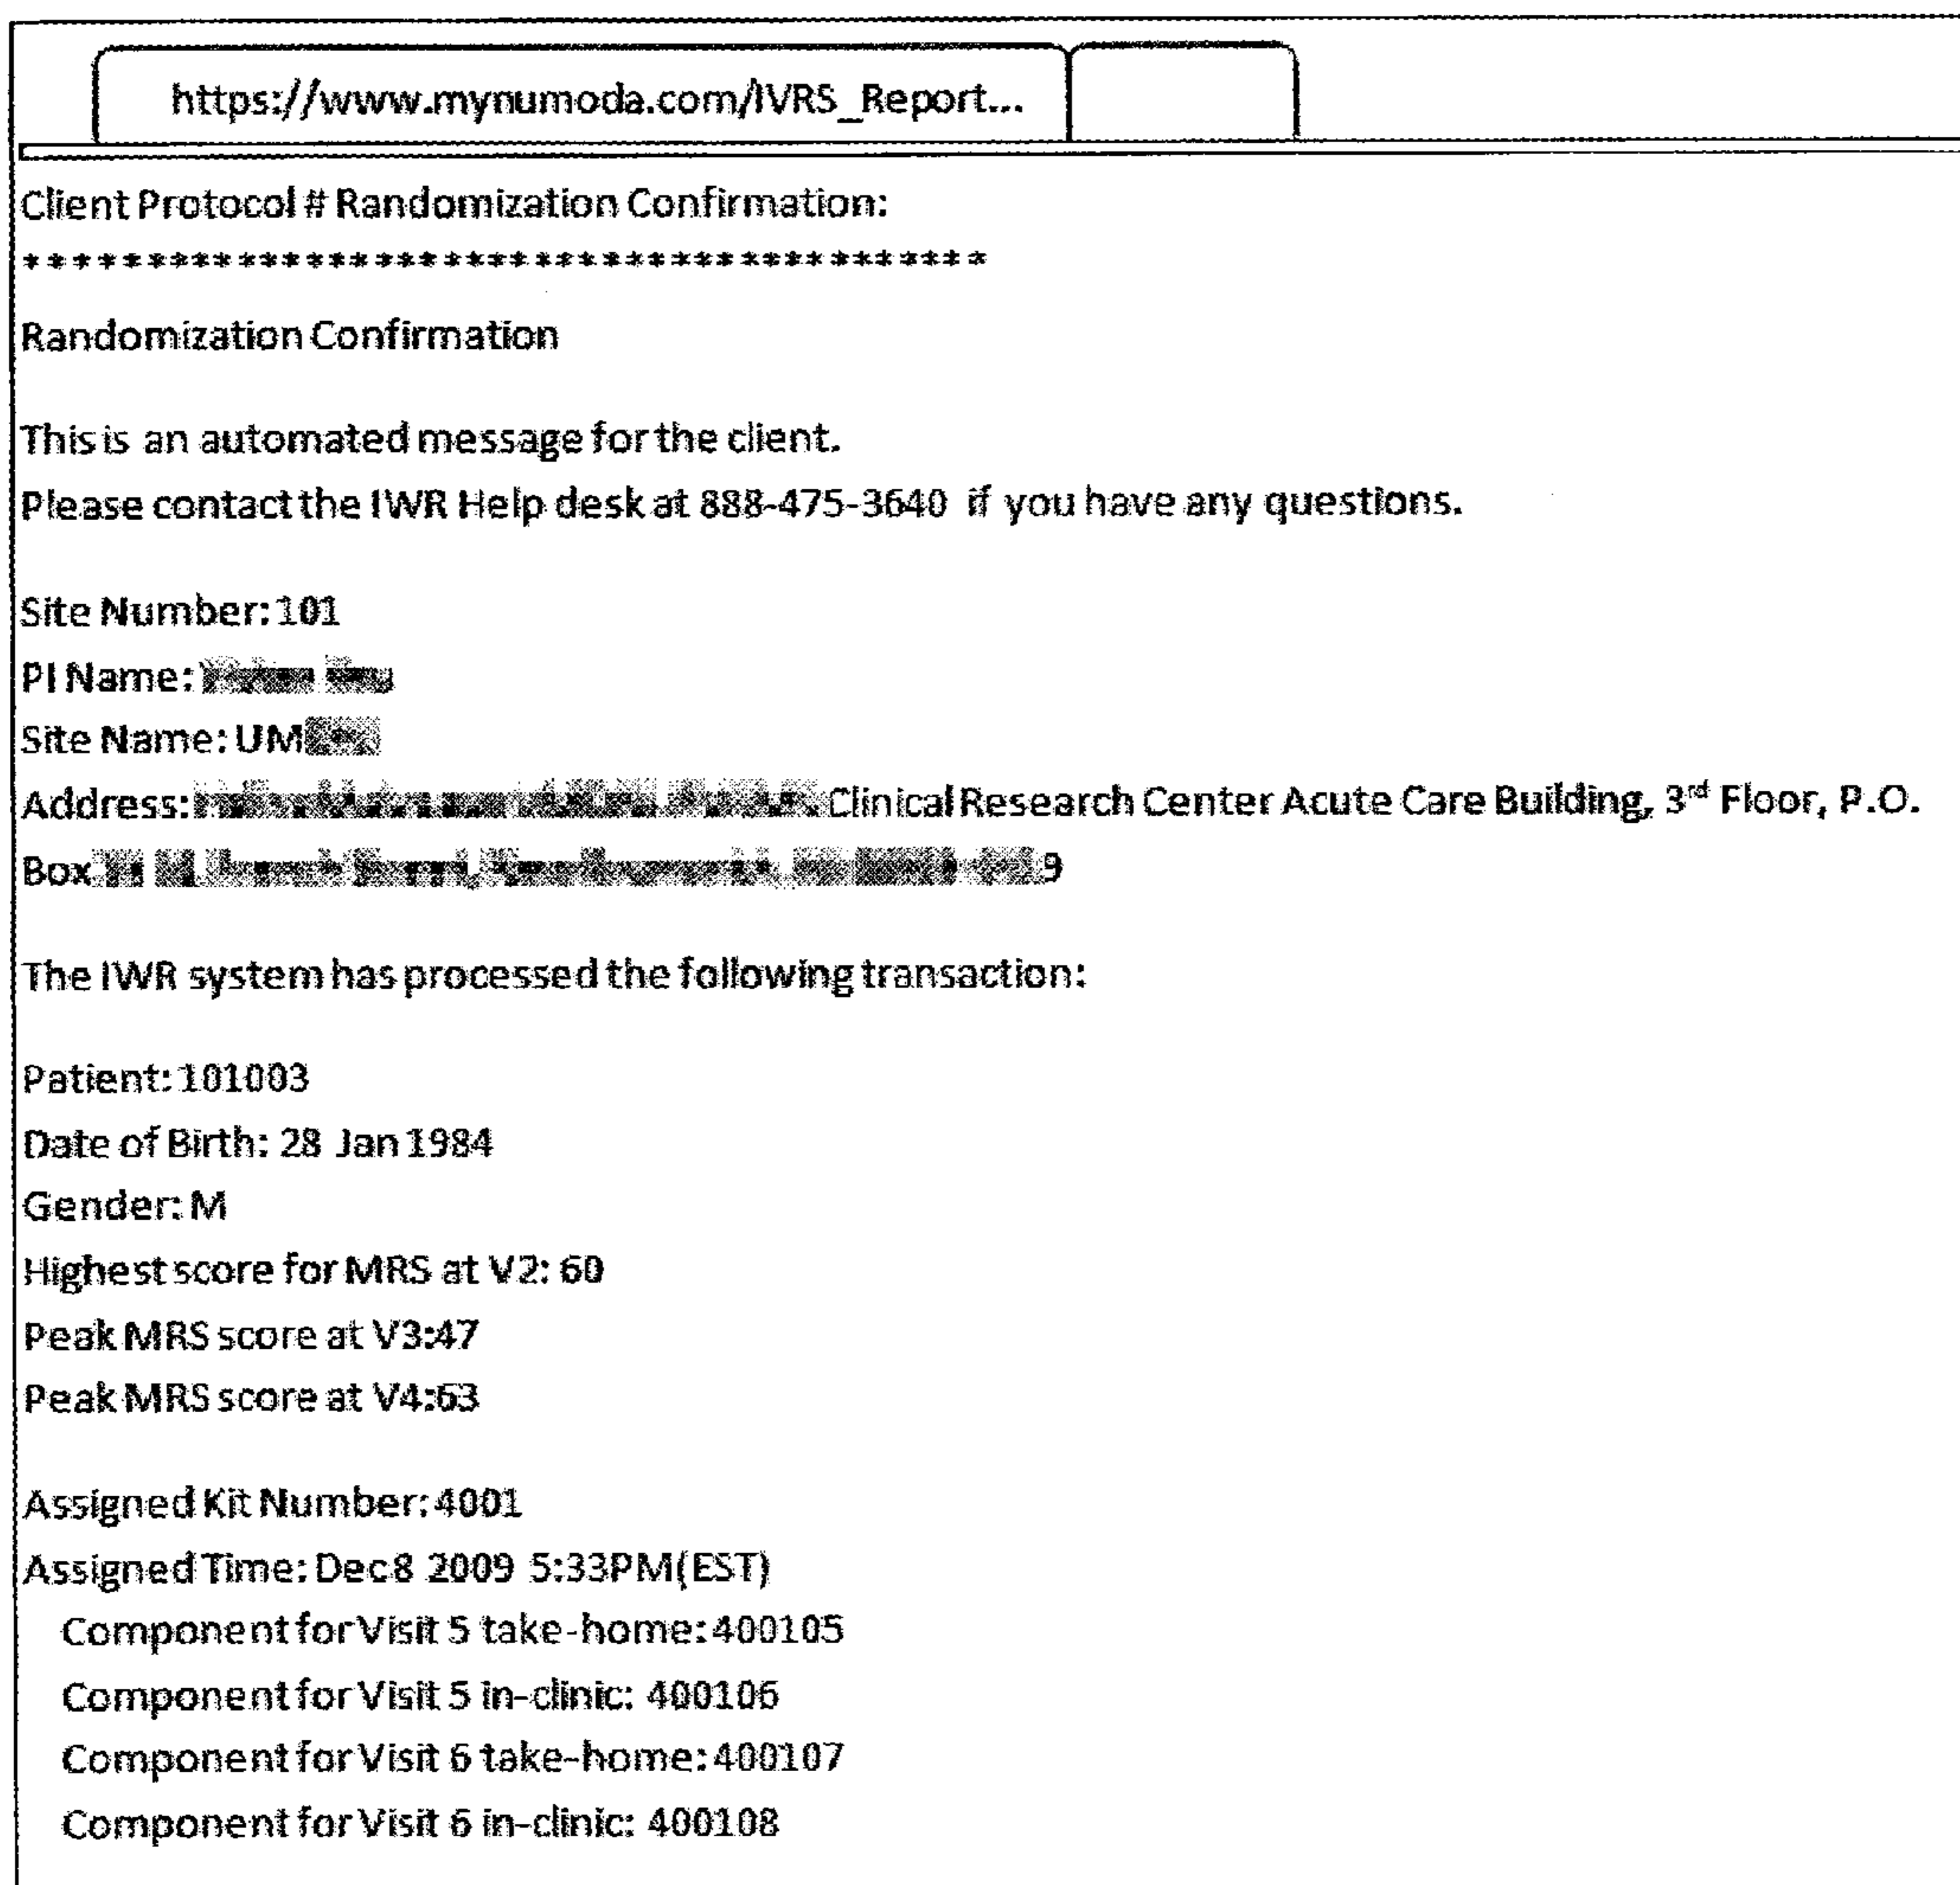 https://www.mynumoda.com/IVRS_Report...
Client Protocol # Randomization Confirmation:
******************************************
Randomization Confirmation
This is an automated message for the client.
Please contact the IWR Help desk at 888-475-3640 if you have any questions.
Site Number: 101
PI Name:
Site Name: UM
Address: Clinical Research Center Acute Care Building, 3rd Floor, P.O.
Box 9
The IWR system has processed the following transaction:
Patient: 101003
Date of Birth: 28 Jan 1984
Gender: M
Highest score for MRS at V2: 60
Peak MRS score at V3:47
Peak MRS score at V4:63
Assigned Kit Number: 4001
Assigned Time: Dec 8 2009 5:33PM(EST)
Component for Visit 5 take-home: 400105
Component for Visit 5 in-clinic: 400106
Component for Visit 6 take-home: 400107
Component for Visit 6 in-clinic: 400108